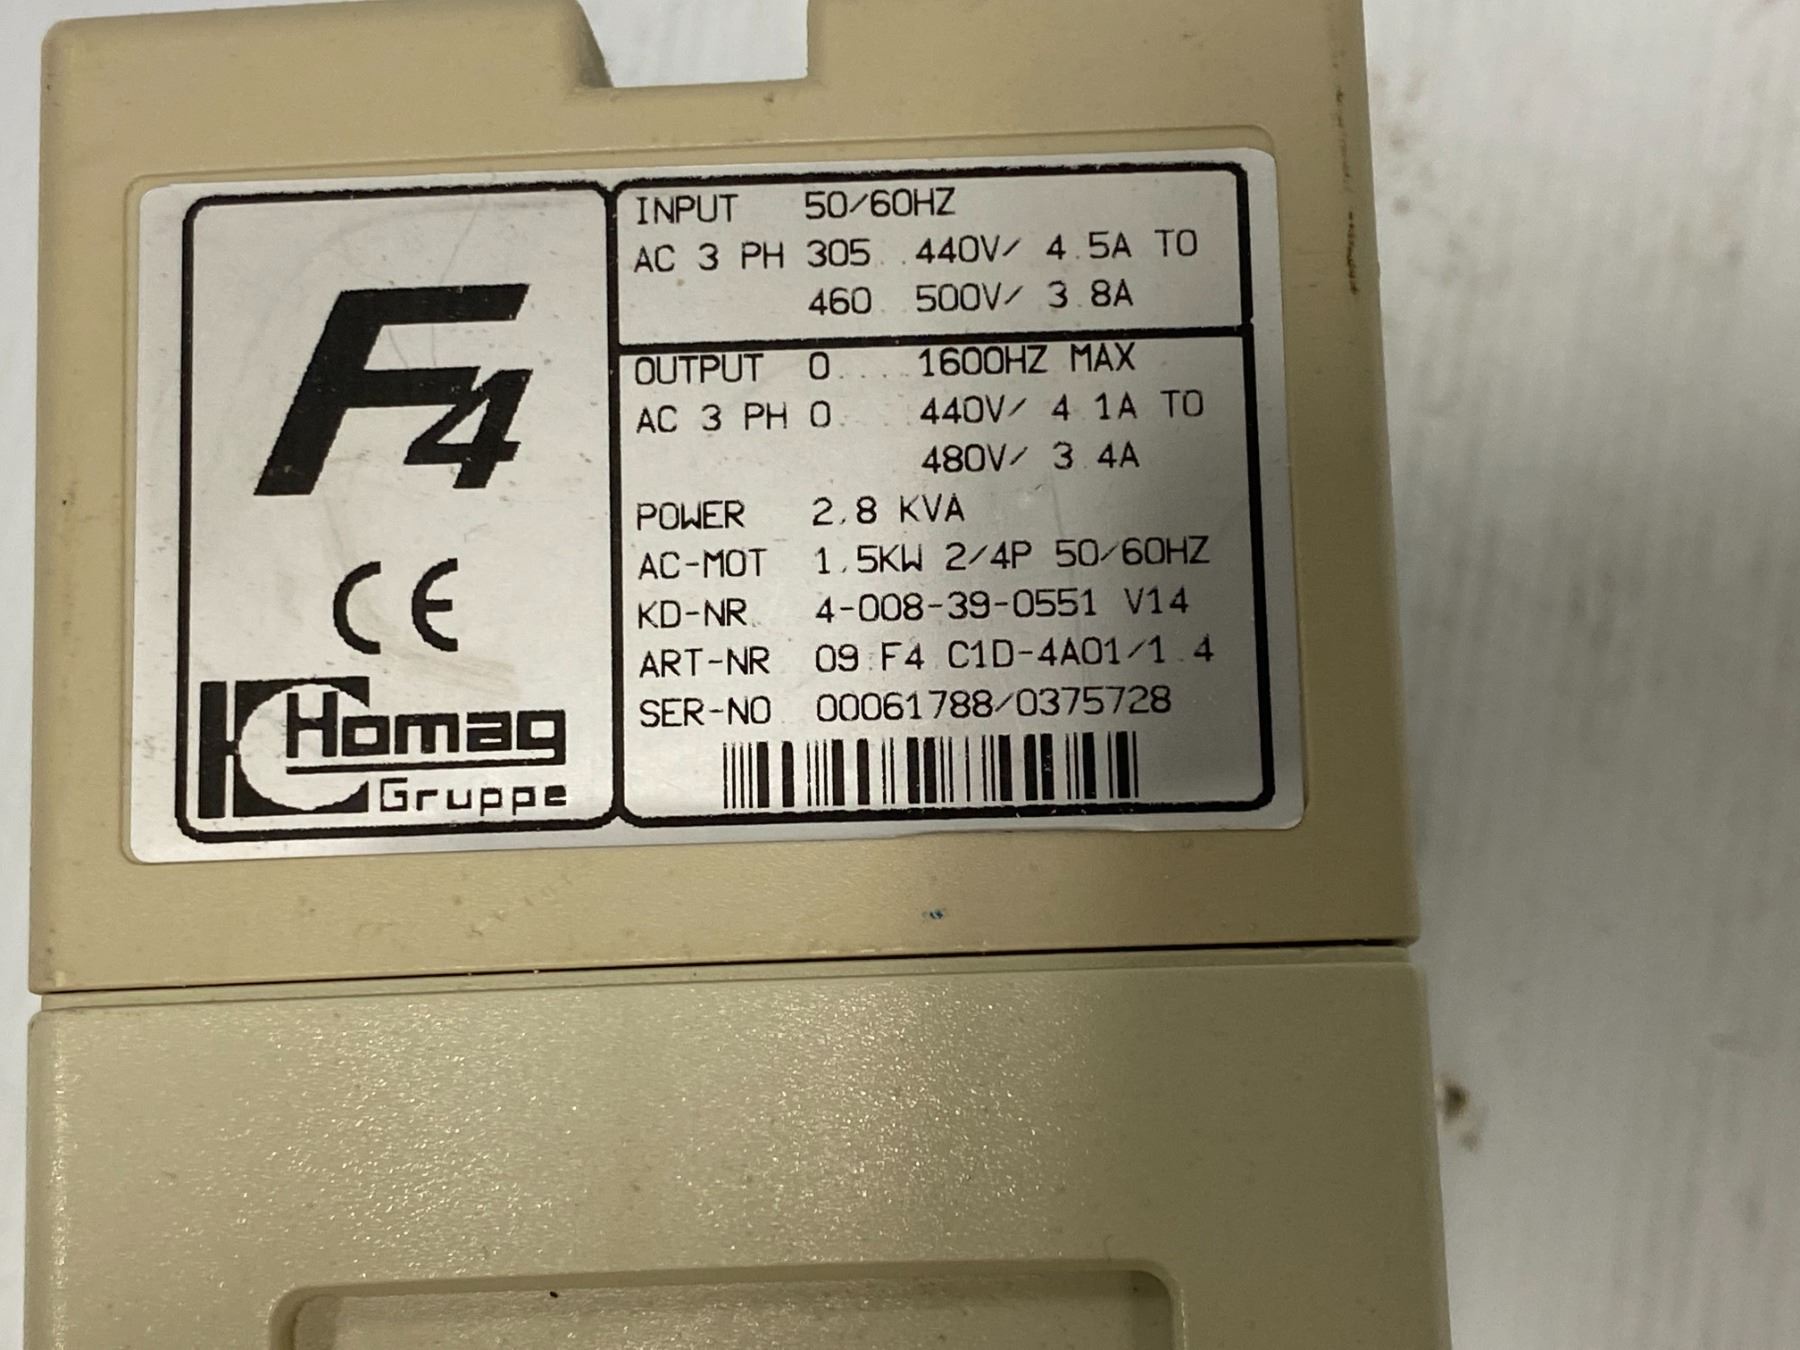 F4
CE
Homag
Gruppe
INPUT 50/60HZ
AC 3 PH 305..440V/ 4.5A TO
460..500V/ 3.8A
OUTPUT 0....1600HZ MAX
AC 3 PH 0....440V/ 4.1A TO
480V/ 3.4A
POWER 2.8 KVA
AC-MOT 1.5KW 2/4P 50/60HZ
KD-NR. 4-008-39-0551 V14
ART-NR 09.F4.C1D-4A01/1.4
SER-NO. 00061788/0375728